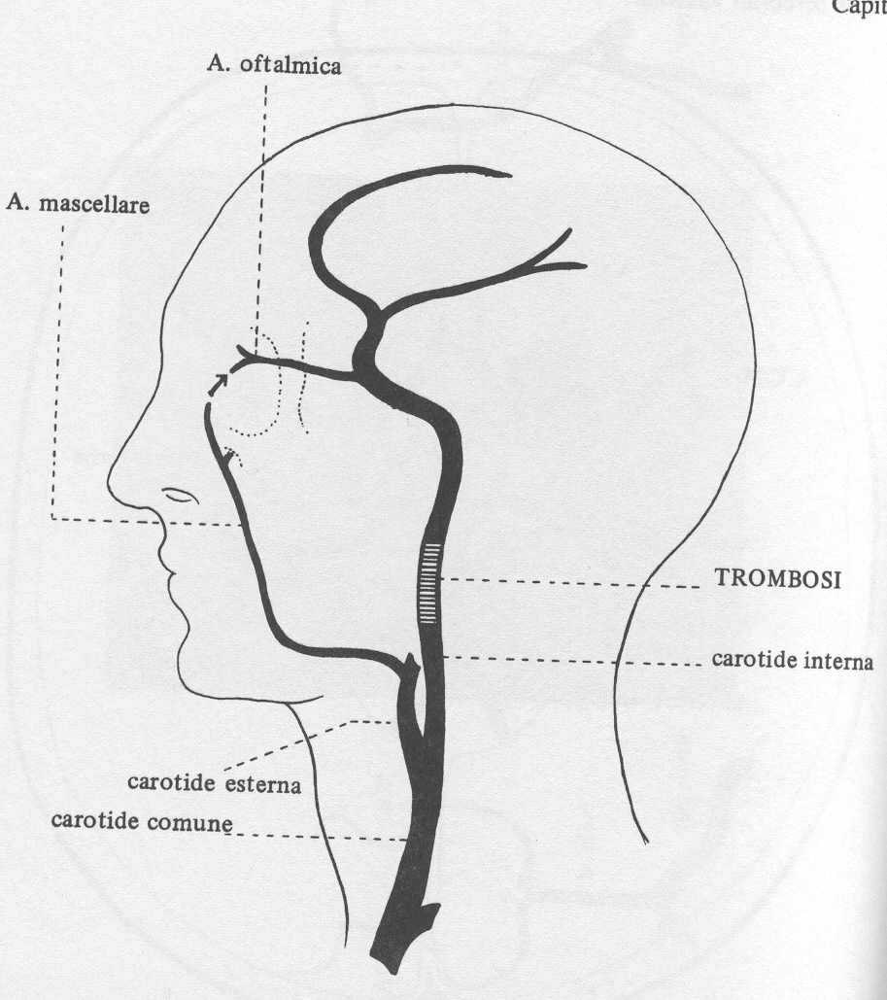 Capit
A. oftalmica
A. mascellare
TROMBOSI
carotide interna
carotide esterna
carotide comune